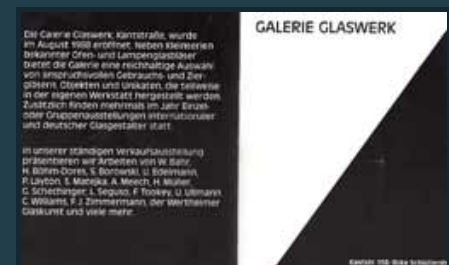 Die Galerie Glaswerk, Kantstraße, wurde
im August 1988 eröffnet. Neben Kleinserien
bekannter Ofen- und Lampenglasbläser
bietet die Galerie eine reichhaltige Auswahl
von anspruchsvollen Gebrauchs- und Zier-
gläsern, Objekten und Unikaten, die teilweise
in der eigenen Werkstatt hergestellt werden.
Zusätzlich finden mehrmals im Jahr Einzel-
oder Gruppenausstellungen internationaler
und deutscher Glasgestalter statt.
In unserer ständigen Verkaufsausstellung
präsentieren wir Arbeiten von W. Bahr,
H. Böhm-Dores, S. Borowski, U. Edelmann,
P. Layton, S. Matejka, A. Meech, H. Müller,
G. Schechinger, L. Seguso, F. Tookey, U. Ullmann,
C. Williams, F. J. Zimmermann, der Wertheimer
Glaskunst und viele mehr.
GALERIE GLASWERK
Kantstr.